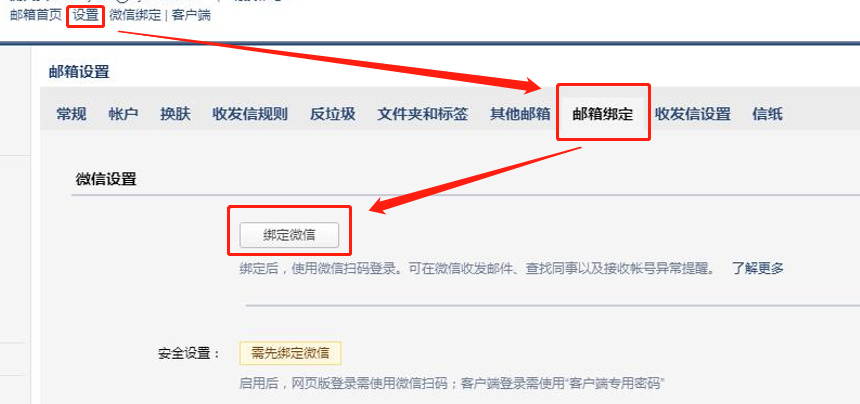 邮箱首页 设置 微信绑定 | 客户端
邮箱设置
常规 帐户 换肤 收发信规则 反垃圾 文件夹和标签 其他邮箱 邮箱绑定 收发信设置 信纸
微信设置
绑定微信
绑定后，使用微信扫码登录。可在微信收发邮件、查找同事以及接收帐号异常提醒。 了解更多
安全设置： 需先绑定微信
启用后，网页版登录需使用微信扫码；客户端登录需使用“客户端专用密码”